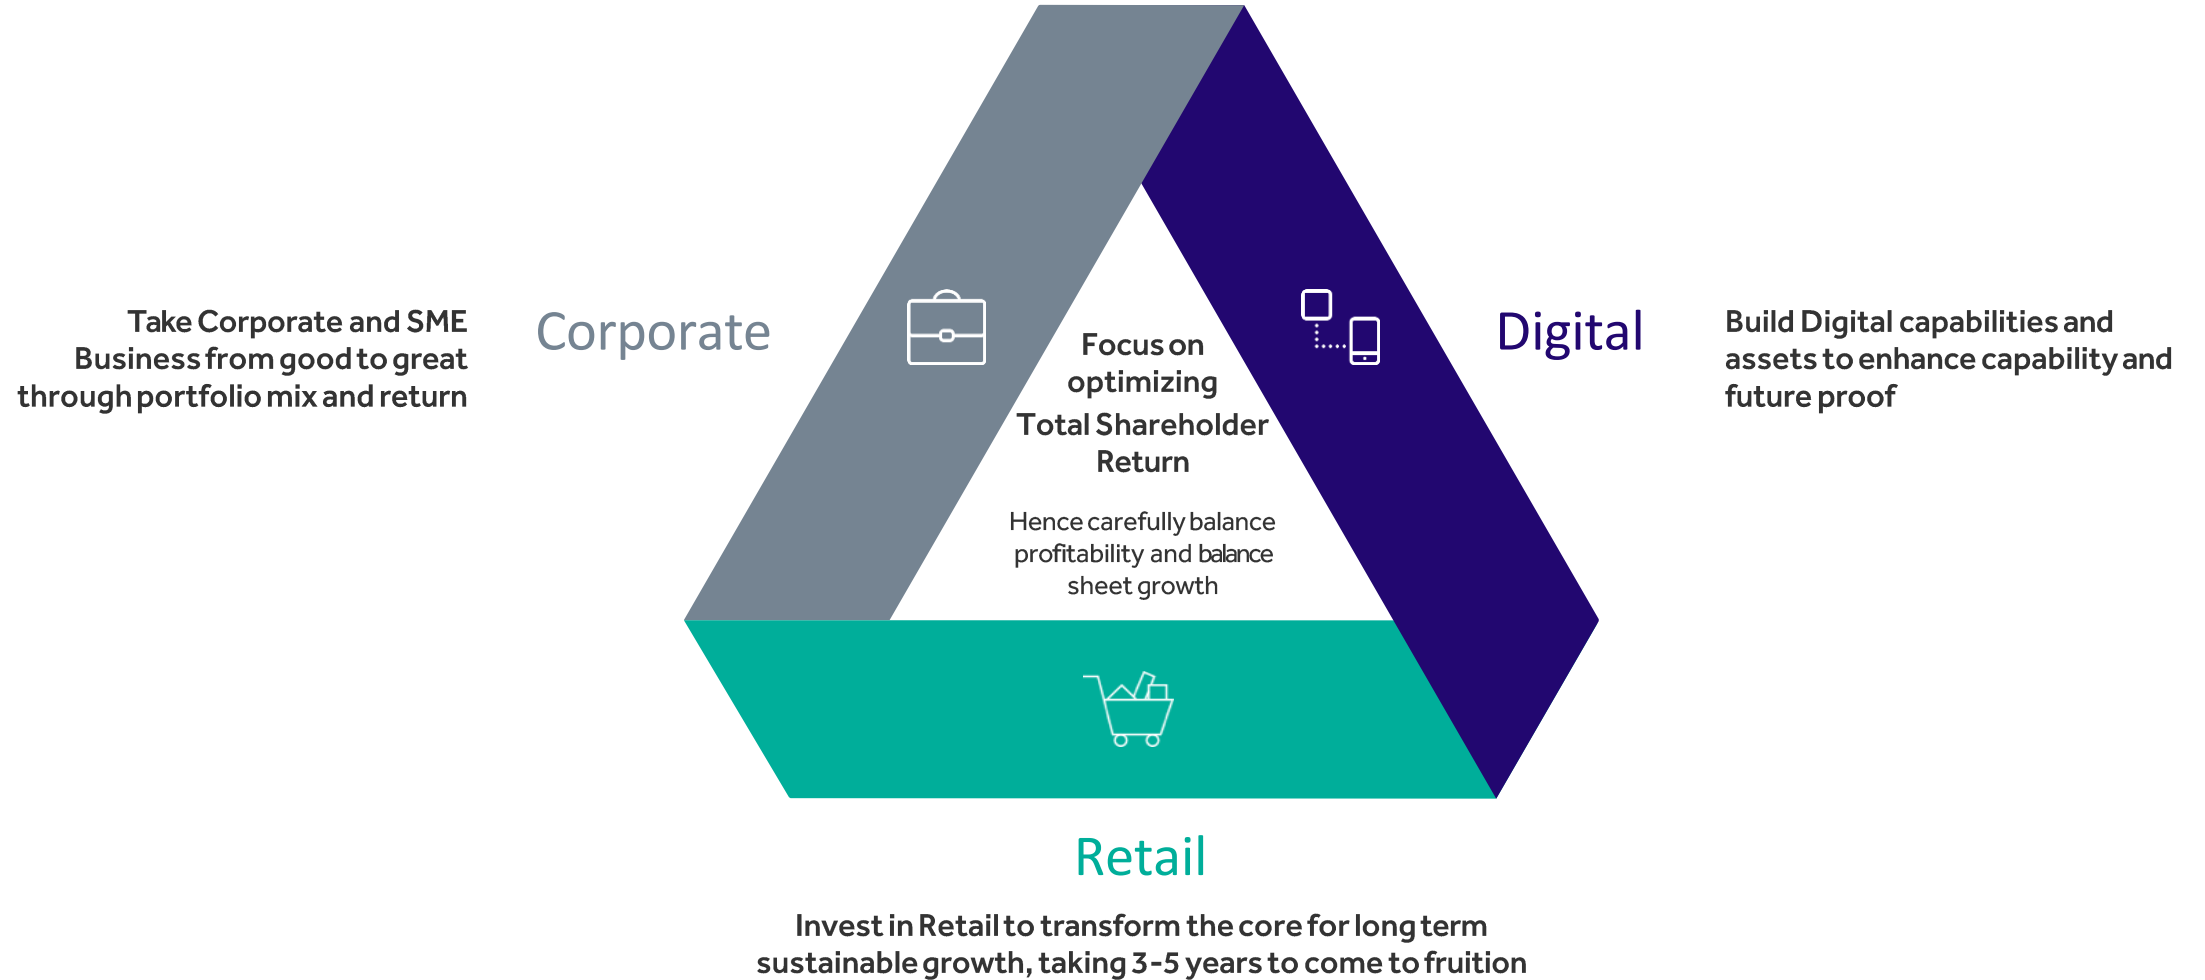 Take Corporate and SME
Business from good to great
through portfolio mix and return
Corporate
Focus on
optimizing
Total Shareholder
Return
Hence carefully balance
profitability and balance
sheet growth
Digital
Build Digital capabilities and
assets to enhance capability and
future proof
Retail
Invest in Retail to transform the core for long term
sustainable growth, taking 3-5 years to come to fruition